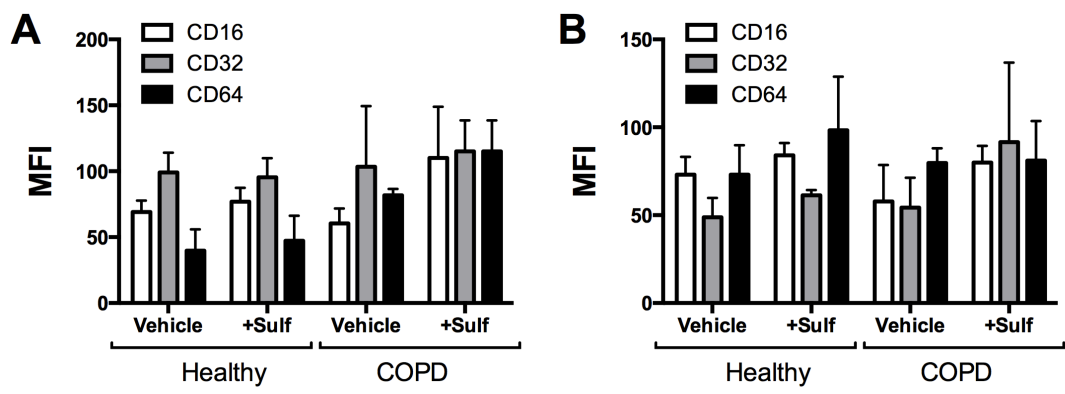 A
MFI
200
150
100
50
0
CD16
CD32
CD64
Vehicle +Sulf Vehicle +Sulf
Healthy COPD
B
MFI
150
100
50
0
CD16
CD32
CD64
Vehicle +Sulf Vehicle +Sulf
Healthy COPD